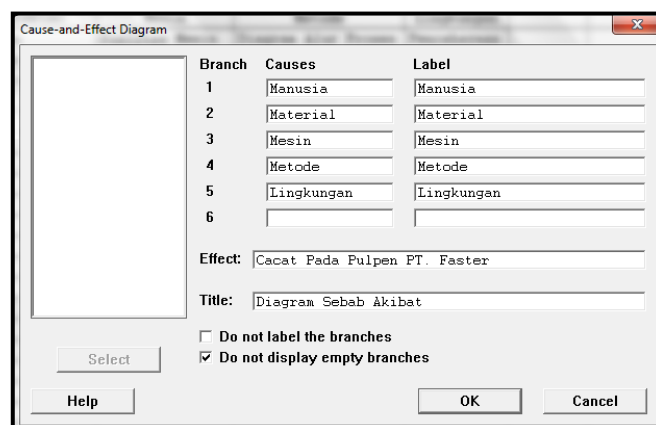 Cause-and-Effect Diagram
Branch Causes Label
1 Manusia Manusia
2 Material Material
3 Mesin Mesin
4 Metode Metode
5 Lingkungan Lingkungan
6
Effect: Cacat Pada Pulpen PT. Faster
Title: Diagram Sebab Akibat
Do not label the branches
Select
Do not display empty branches
Help OK Cancel